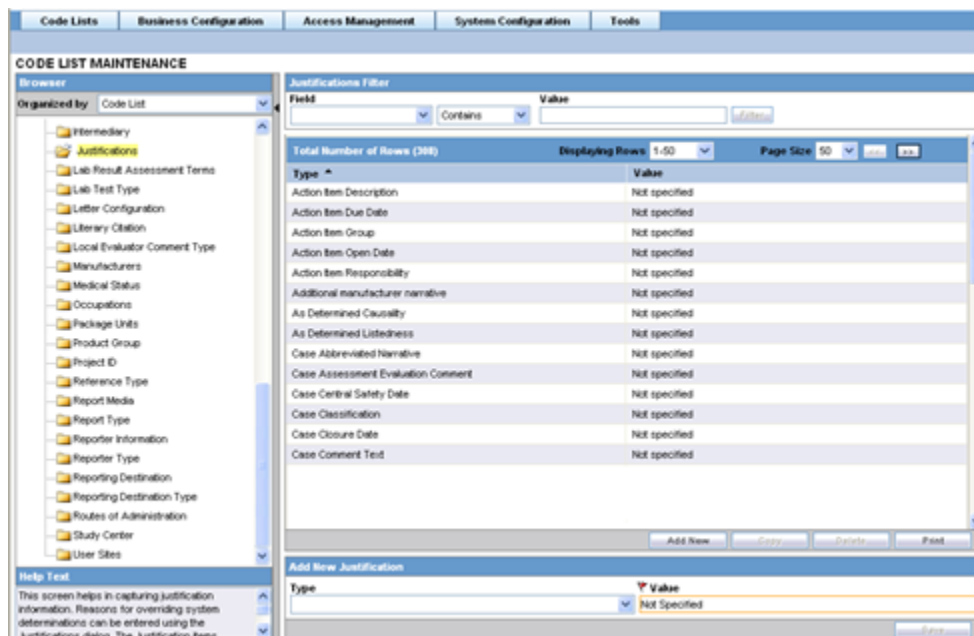 Code Lists Business Configuration Access Management System Configuration Tools
CODE LIST MAINTENANCE
Browser
Organized by Code List
Intermediary
Justifications
Lab Result Assessment Terms
Lab Test Type
Letter Configuration
Literary Citation
Local Evaluator Comment Type
Manufacturers
Medical Status
Occupations
Package Units
Product Group
Project ID
Reference Type
Report Media
Report Type
Reporter Information
Reporter Type
Reporting Destination
Reporting Destination Type
Routes of Administration
Study Center
User Sites
Help Text
This screen helps in capturing justification
information. Reasons for overriding system
determinations can be entered using the
Justifications dialog. The Justification items
Justifications Filter
Field Value
Contains Filter
Total Number of Rows (308) Displaying Rows 1-50 Page Size 50 << >>
Type Value
Action Item Description Not specified
Action Item Due Date Not specified
Action Item Group Not specified
Action Item Open Date Not specified
Action Item Responsibility Not specified
Additional manufacturer narrative Not specified
As Determined Causality Not specified
As Determined Listedness Not specified
Case Abbreviated Narrative Not specified
Case Assessment Evaluation Comment Not specified
Case Central Safety Date Not specified
Case Classification Not specified
Case Closure Date Not specified
Case Comment Text Not specified
Add New Copy Delete Print
Add New Justification
Type Value
Not Specified
Save